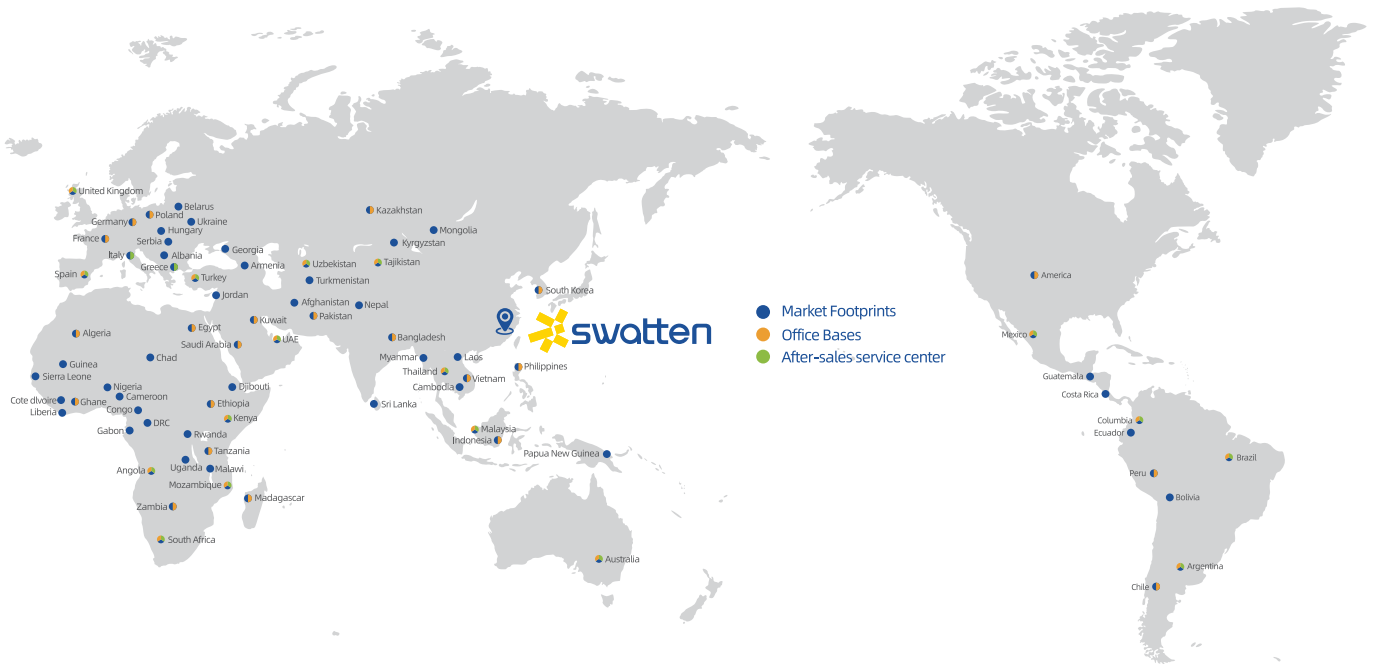 United Kingdom
Belarus
Poland
Germany
Ukraine
Hungary
France
Serbia
Italy
Albania
Greece
Spain
Turkey
Georgia
Armenia
Jordan
Kazakhstan
Mongolia
Kyrgyzstan
Uzbekistan
Tajikistan
Turkmenistan
Afghanistan
Nepal
Pakistan
South Korea
Kuwait
Egypt
Saudi Arabia
UAE
Algeria
Bangladesh
Chad
Guinea
Sierra Leone
Nigeria
Djibouti
Cameroon
Cote dlvoire
Ghane
Liberia
Congo
Ethiopia
Kenya
DRC
Gabon
Rwanda
Tanzania
Uganda
Malawi
Angola
Mozambique
Madagascar
Zambia
South Africa
Myanmar
Laos
Thailand
Vietnam
Cambodia
Philippines
Sri Lanka
Malaysia
Indonesia
Papua New Guinea
Australia
swatten
Market Footprints
Office Bases
After-sales service center
America
Mexico
Guatemala
Costa Rica
Columbia
Ecuador
Brazil
Peru
Bolivia
Argentina
Chile